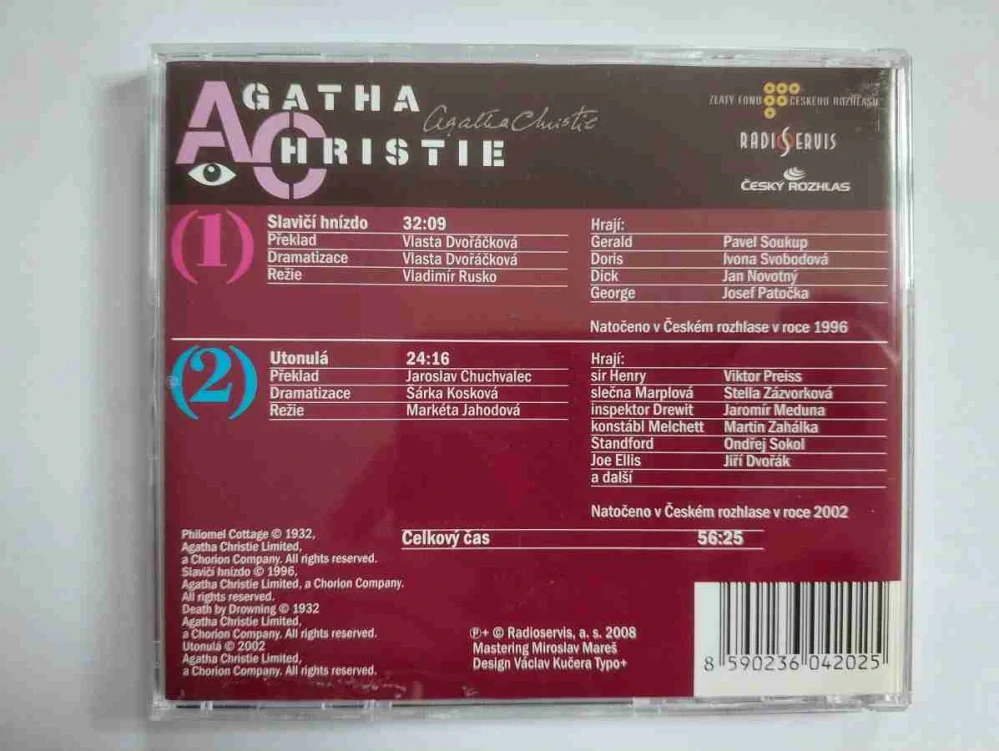 AGATHA
CHRISTIE
Agatha Christie
ZLATÝ FOND ČESKÉHO ROZHLASU
RADIOSERVIS
ČESKÝ ROZHLAS
(1)
Slavičí hnízdo 32:09
Překlad Vlasta Dvořáčková
Dramatizace Vlasta Dvořáčková
Režie Vladimír Rusko
Hrají:
Gerald Pavel Soukup
Doris Ivona Svobodová
Dick Jan Novotný
George Josef Patočka
Natočeno v Českém rozhlase v roce 1996
(2)
Utonulá 24:16
Překlad Jaroslav Chuchvalec
Dramatizace Šárka Kosková
Režie Markéta Jahodová
Hrají:
sir Henry Viktor Preiss
slečna Marplová Stella Zázvorková
inspektor Drewit Jaromír Meduna
konstábl Melchett Martin Zahálka
Standford Ondřej Sokol
Joe Ellis Jiří Dvořák
a další
Natočeno v Českém rozhlase v roce 2002
Celkový čas 56:25
Philomel Cottage © 1932,
Agatha Christie Limited,
a Chorion Company. All rights reserved.
Slavičí hnízdo © 1996,
Agatha Christie Limited, a Chorion Company.
All rights reserved.
Death by Drowning © 1932
Agatha Christie Limited,
a Chorion Company. All rights reserved.
Utonulá © 2002
Agatha Christie Limited,
a Chorion Company. All rights reserved.
℗+ © Radioservis, a. s. 2008
Mastering Miroslav Mareš
Design Václav Kučera Typo+
8 590236 042025